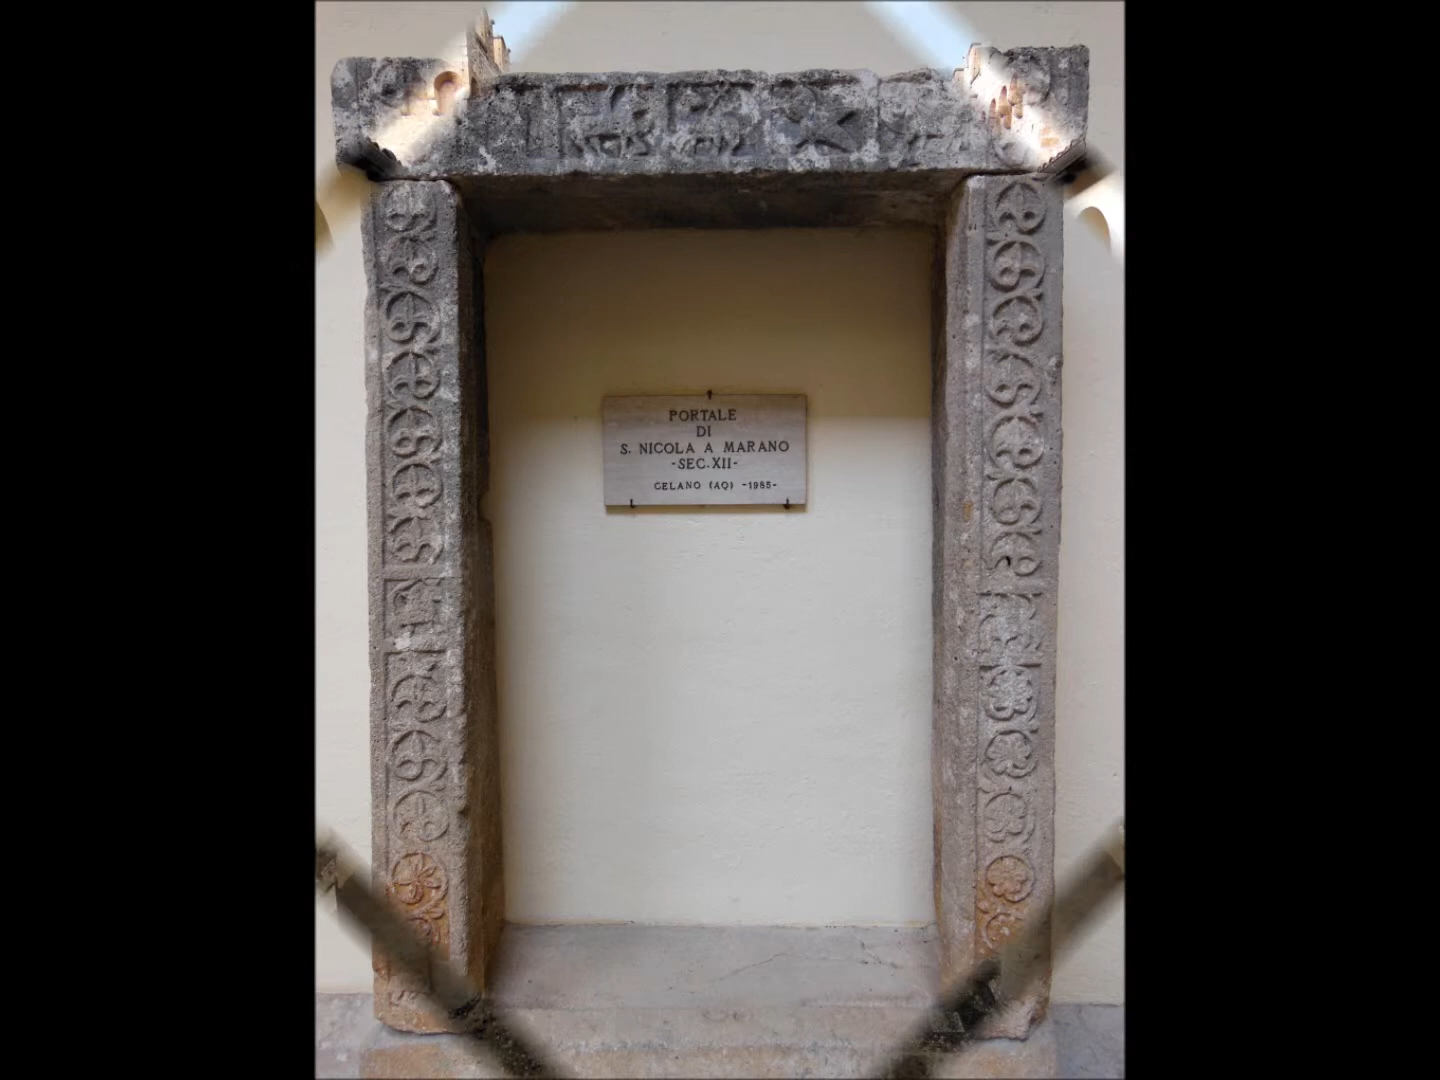 PORTALE
DI
S. NICOLA A MARANO
-SEC.XII-
CELANO (AQ) -1985-